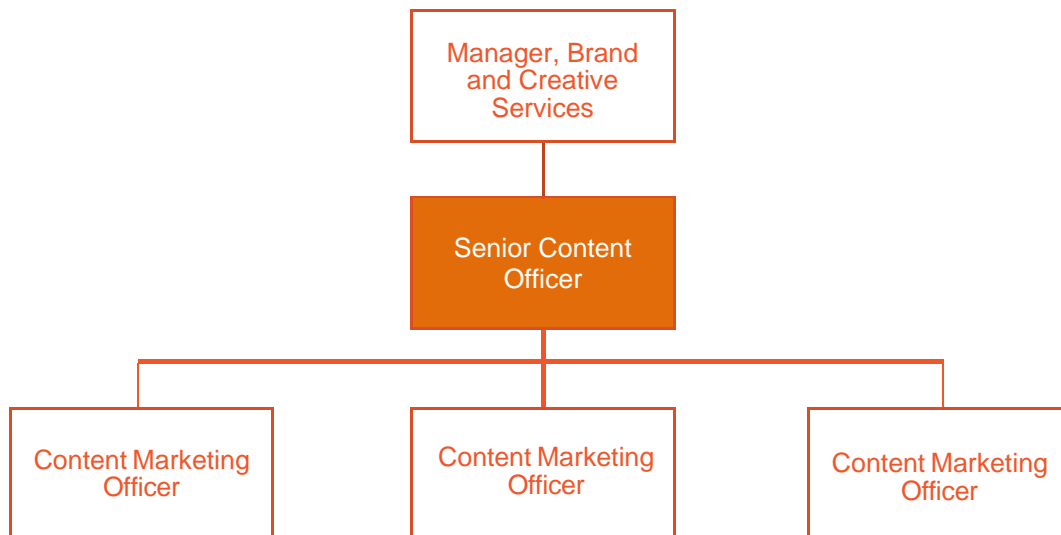 Manager, Brand
and Creative
Services
Senior Content
Officer
Content Marketing
Officer
Content Marketing
Officer
Content Marketing
Officer